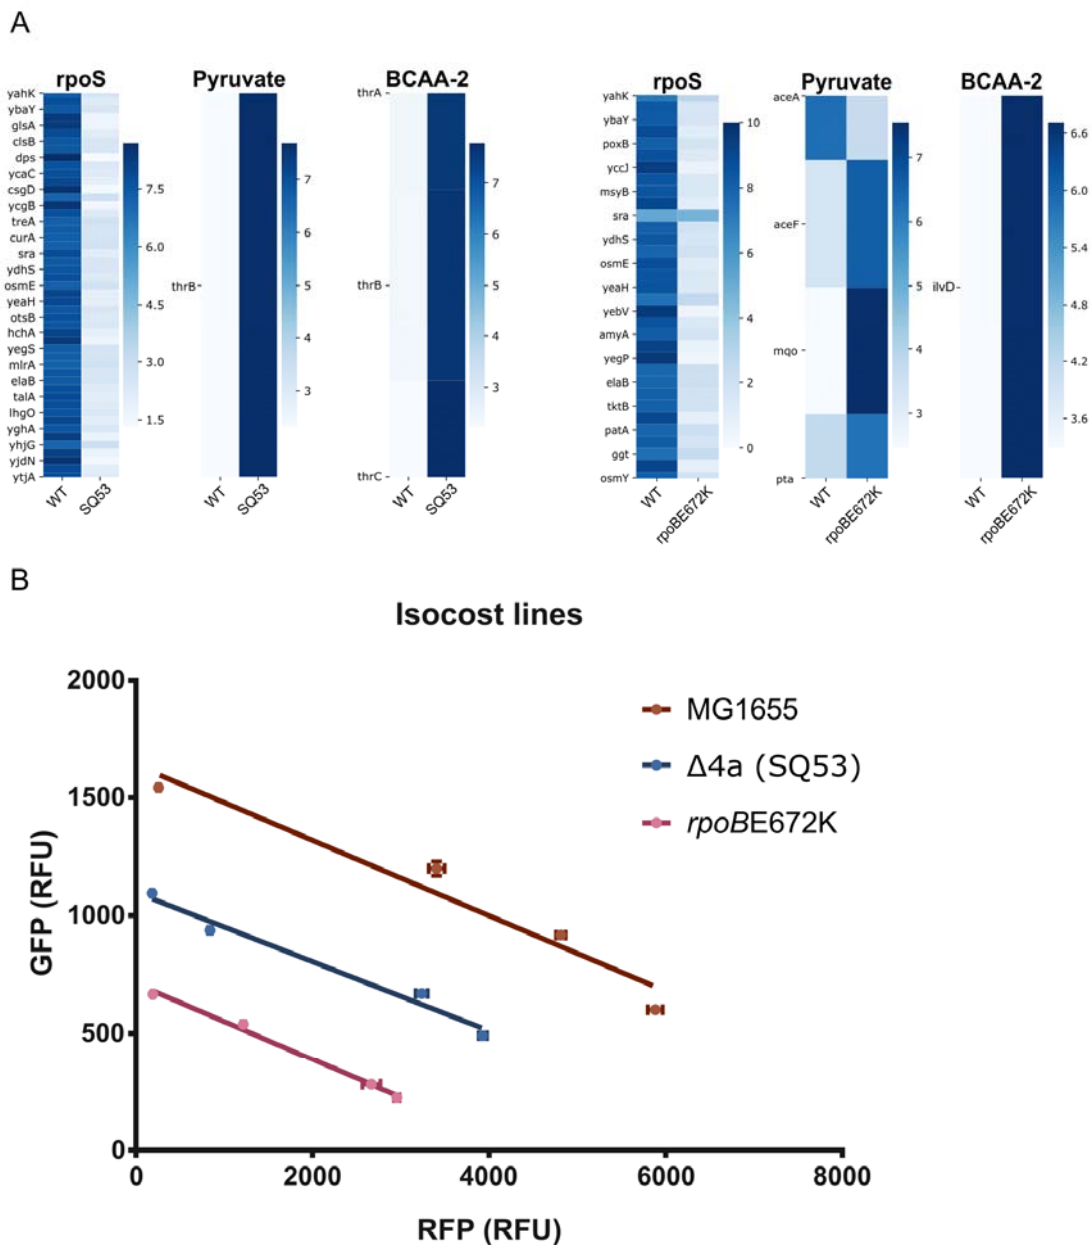 A
rpoS
Pyruvate
BCAA-2
rpoS
Pyruvate
BCAA-2
yahK
ybaY
glsA
clsB
dps
ycaC
csgD
ycgB
treA
curA
sra
ydhS
osmE
yeaH
otsB
hchA
yegS
mlrA
elaB
talA
lhgO
yghA
yhjG
yjdN
ytjA
WT
SQ53
7.5
6.0
4.5
3.0
1.5
thrB
WT
SQ53
7
6
5
4
3
thrA
thrB
thrC
WT
SQ53
7
6
5
4
3
yahK
ybaY
poxB
yccJ
msyB
sra
ydhS
osmE
yeaH
yebV
amyA
yegP
elaB
tktB
patA
ggt
osmY
WT
rpoBE672K
10
8
6
4
2
0
aceA
aceF
mqo
pta
WT
rpoBE672K
7
6
5
4
3
ilvD
WT
rpoBE672K
6.6
6.0
5.4
4.8
4.2
3.6
B
Isocost lines
GFP (RFU)
2000
1500
1000
500
0
0
2000
4000
6000
8000
RFP (RFU)
MG1655
Δ4a (SQ53)
rpoBE672K